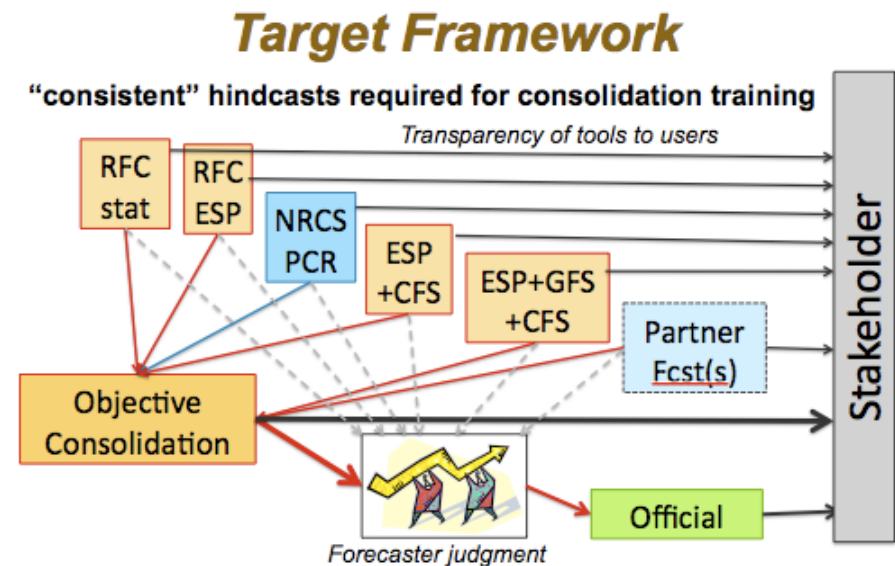 Target Framework
“consistent” hindcasts required for consolidation training
Transparency of tools to users
RFC
stat
RFC
ESP
NRCS
PCR
ESP
+CFS
ESP+GFS
+CFS
Partner
Fcst(s)
Stakeholder
Objective
Consolidation
Official
Forecaster judgment